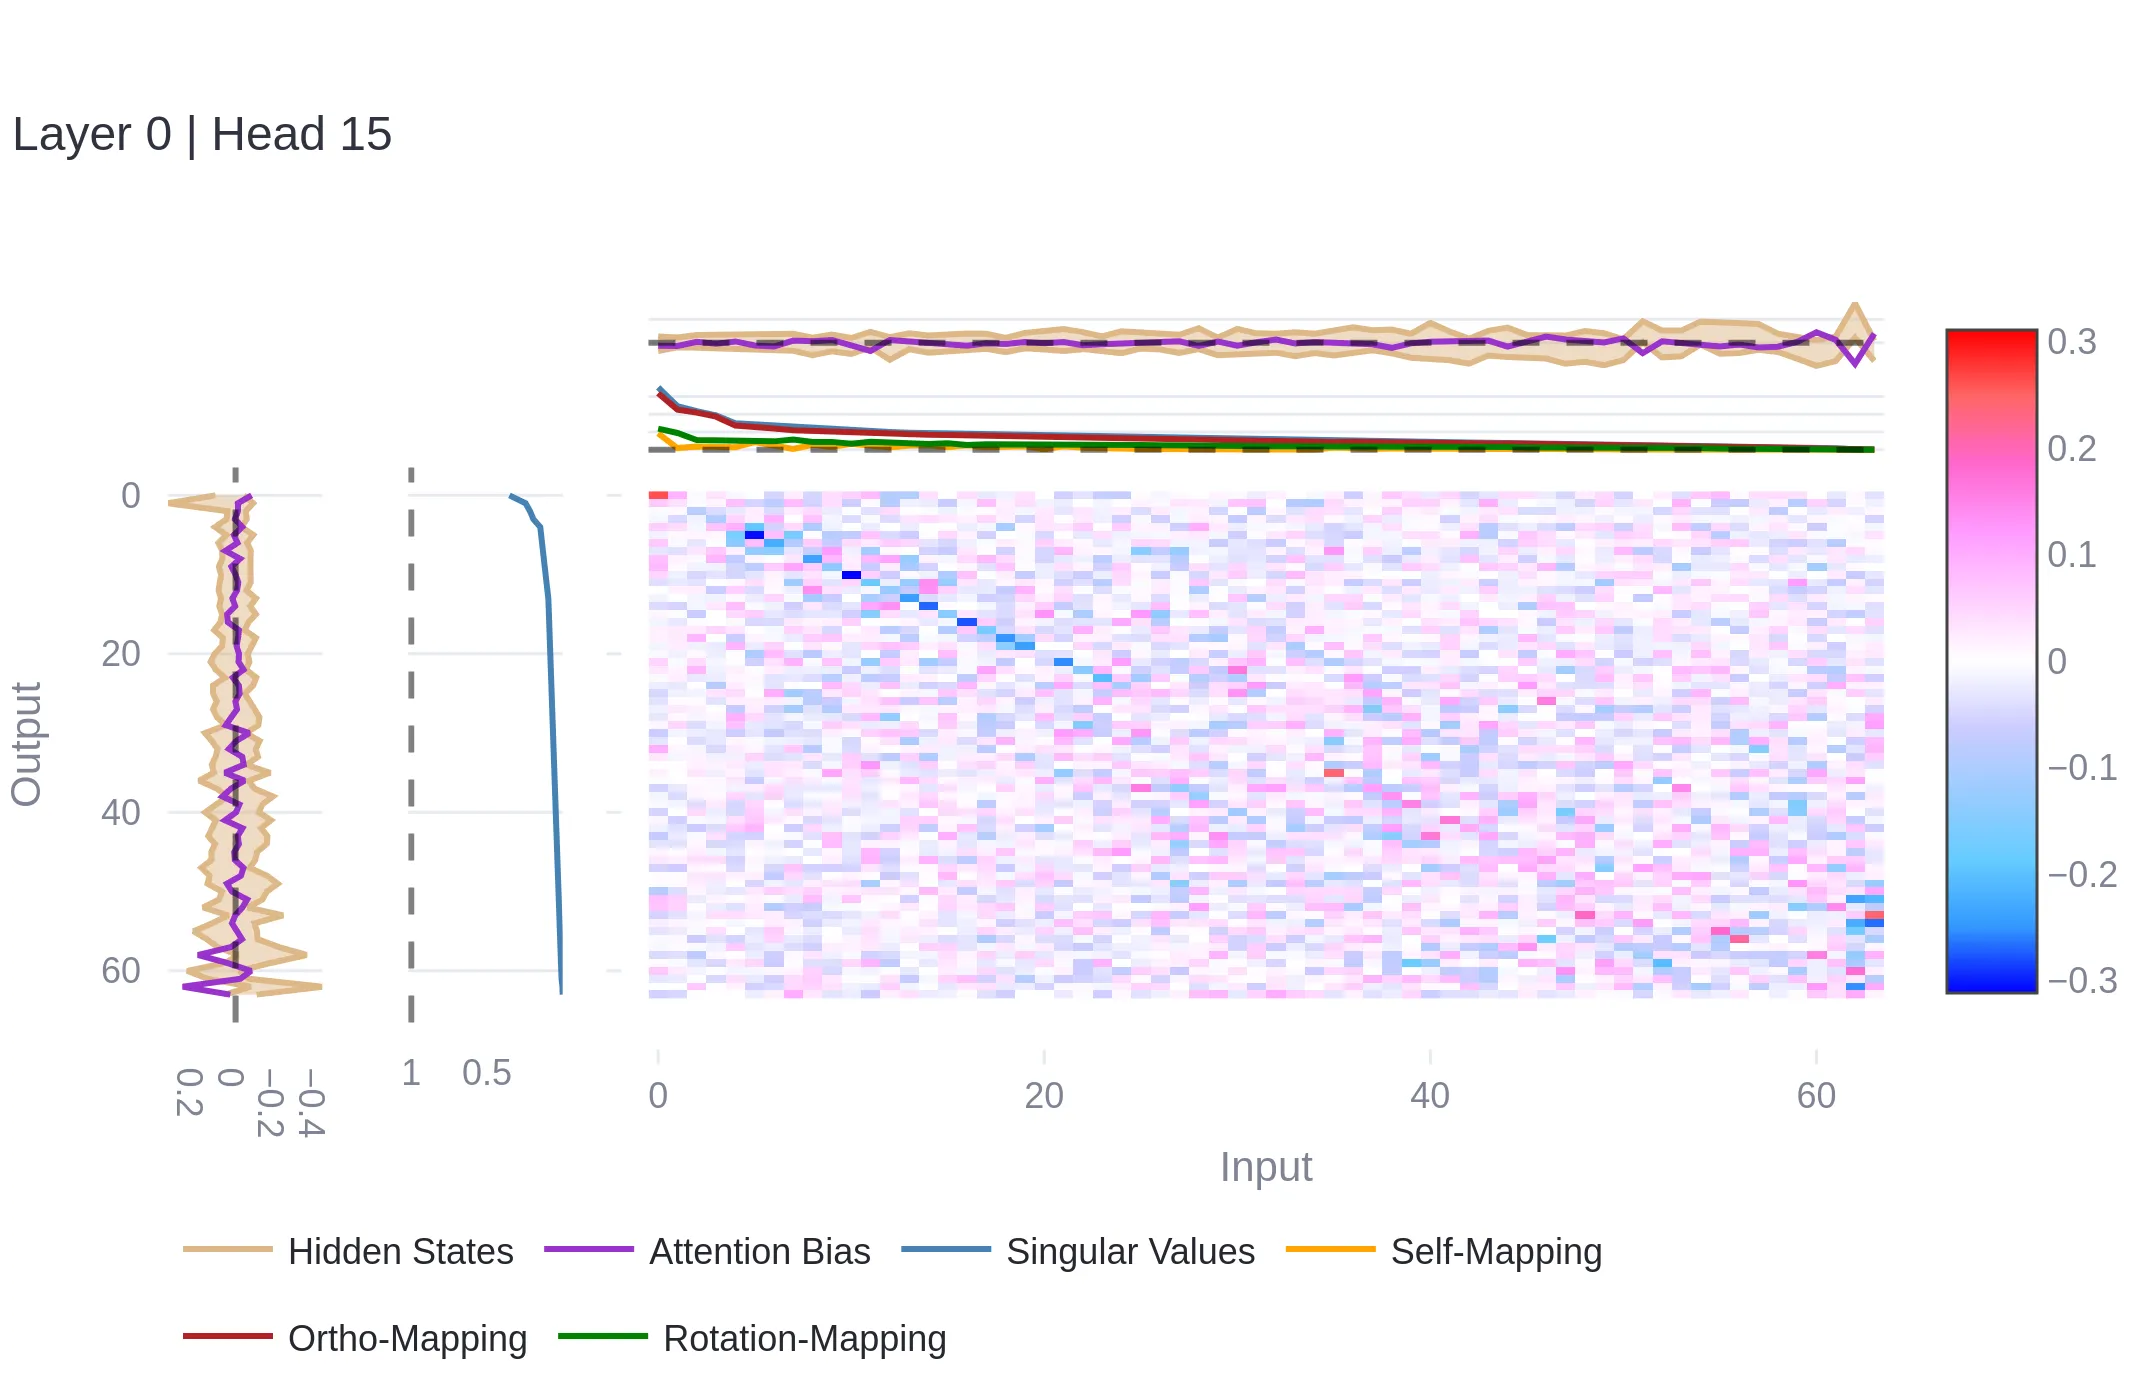 Layer 0 | Head 15
0
20
40
60
Output
0.2
0
−0.2
−0.4
1
0.5
0
20
40
60
Input
0.3
0.2
0.1
0
−0.1
−0.2
−0.3
Hidden States
Attention Bias
Singular Values
Self-Mapping
Ortho-Mapping
Rotation-Mapping